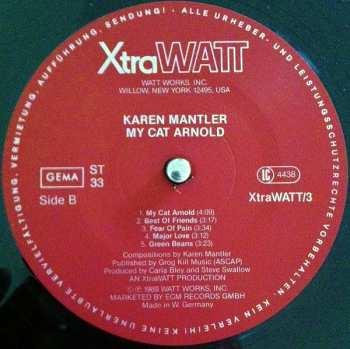 ALLE URHEBER- UND LEISTUNGSSCHUTZRECHTE VORBEHALTEN · KEIN VERLEIH! KEINE UNERLAUBTE VERVIELFÄLTIGUNG, VERMIETUNG, AUFFÜHRUNG, SENDUNG! ·
XtraWATT
WATT WORKS, INC.
WILLOW, NEW YORK 12495, USA
KAREN MANTLER
MY CAT ARNOLD
GEMA
ST
33
LC 4438
Side B
XtraWATT/3
1. My Cat Arnold (4:09)
2. Best Of Friends (3:17)
3. Fear Of Pain (3:34)
4. Major Love (3:12)
5. Green Beans (3:23)
Compositions by Karen Mantler
Published by Grog Kill Music (ASCAP)
Produced by Carla Bley and Steve Swallow
AN XtraWATT PRODUCTION
©℗ 1989 WATT WORKS, INC.
MARKETED BY ECM RECORDS GMBH
Made in W. Germany